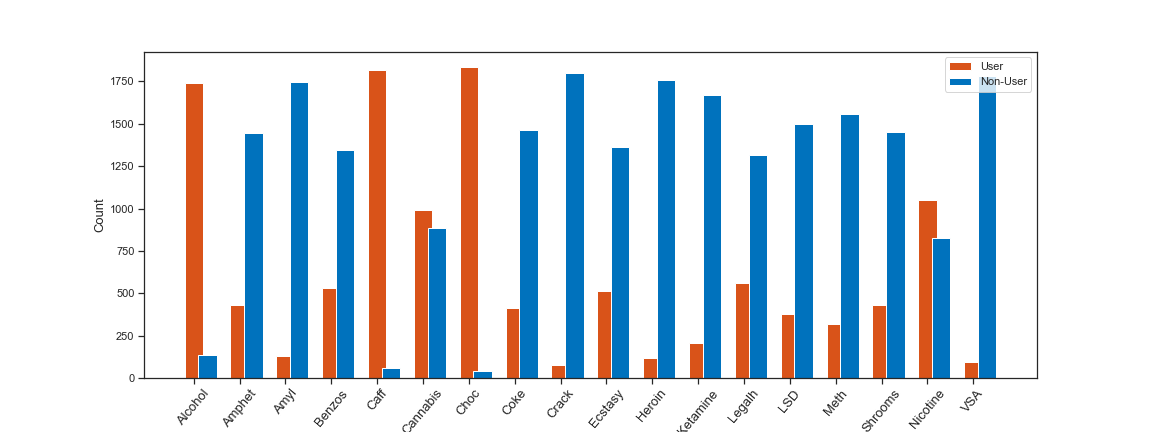 User
Non-User
1750
1500
1250
1000
750
500
250
0
Count
Alcohol
Amphet
Amyl
Benzos
Caff
Cannabis
Choc
Coke
Crack
Ecstasy
Heroin
Ketamine
Legalh
LSD
Meth
Shrooms
Nicotine
VSA